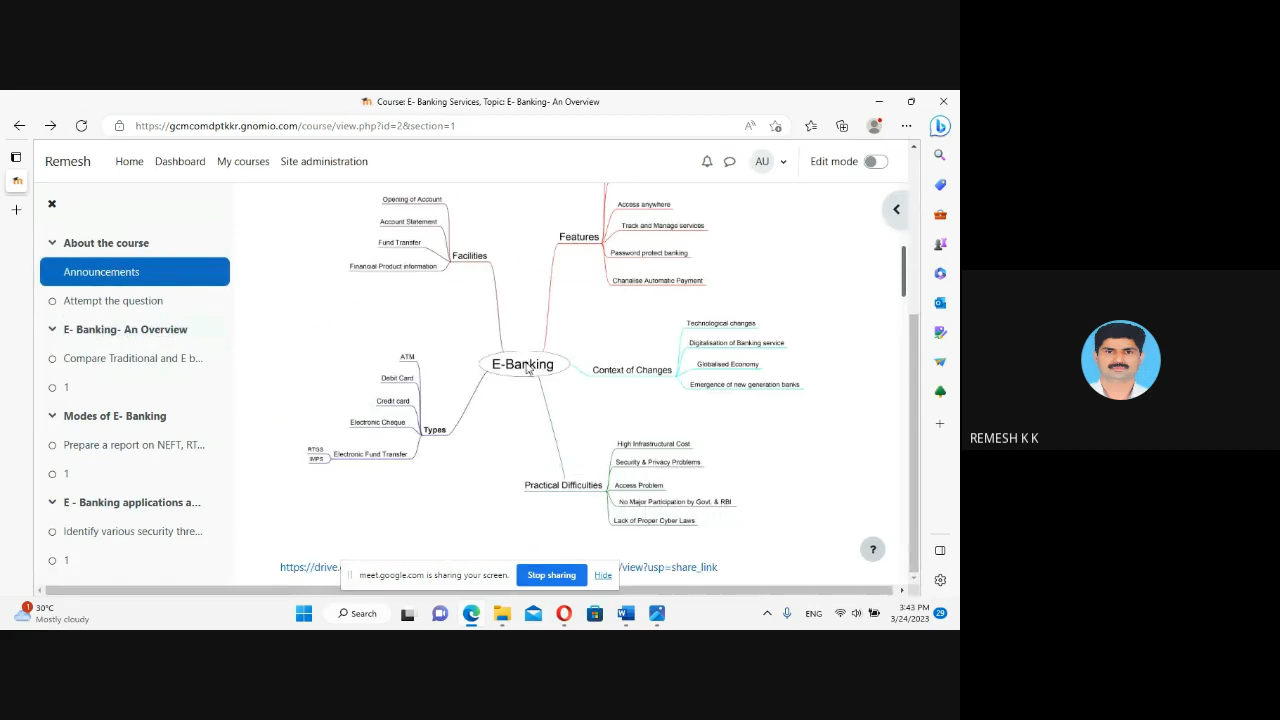 Course: E- Banking Services, Topic: E- Banking- An Overview
https://gcmcomdptkkr.gnomio.com/course/view.php?id=2&section=1
Remesh
Home
Dashboard
My courses
Site administration
AU
Edit mode
About the course
Announcements
Attempt the question
E- Banking- An Overview
Compare Traditional and E b...
1
Modes of E- Banking
Prepare a report on NEFT, RT...
1
E - Banking applications a...
Identify various security thre...
1
Opening of Account
Account Statement
Fund Transfer
Financial Product information
Facilities
Features
Access anywhere
Track and Manage services
Password protect banking
Chanalise Automatic Payment
E-Banking
Context of Changes
Technological changes
Digitalisation of Banking service
Globalised Economy
Emergence of new generation banks
ATM
Debit Card
Credit card
Electronic Cheque
Types
Electronic Fund Transfer
RTGS
IMPS
Practical Difficulties
High Infrastructural Cost
Security & Privacy Problems
Access Problem
No Major Participation by Govt. & RBI
Lack of Proper Cyber Laws
?
https://drive.
/view?usp=share_link
meet.google.com is sharing your screen.
Stop sharing
Hide
REMESH K K
1
30°C
Mostly cloudy
Search
ENG
3:43 PM
3/24/2023
29